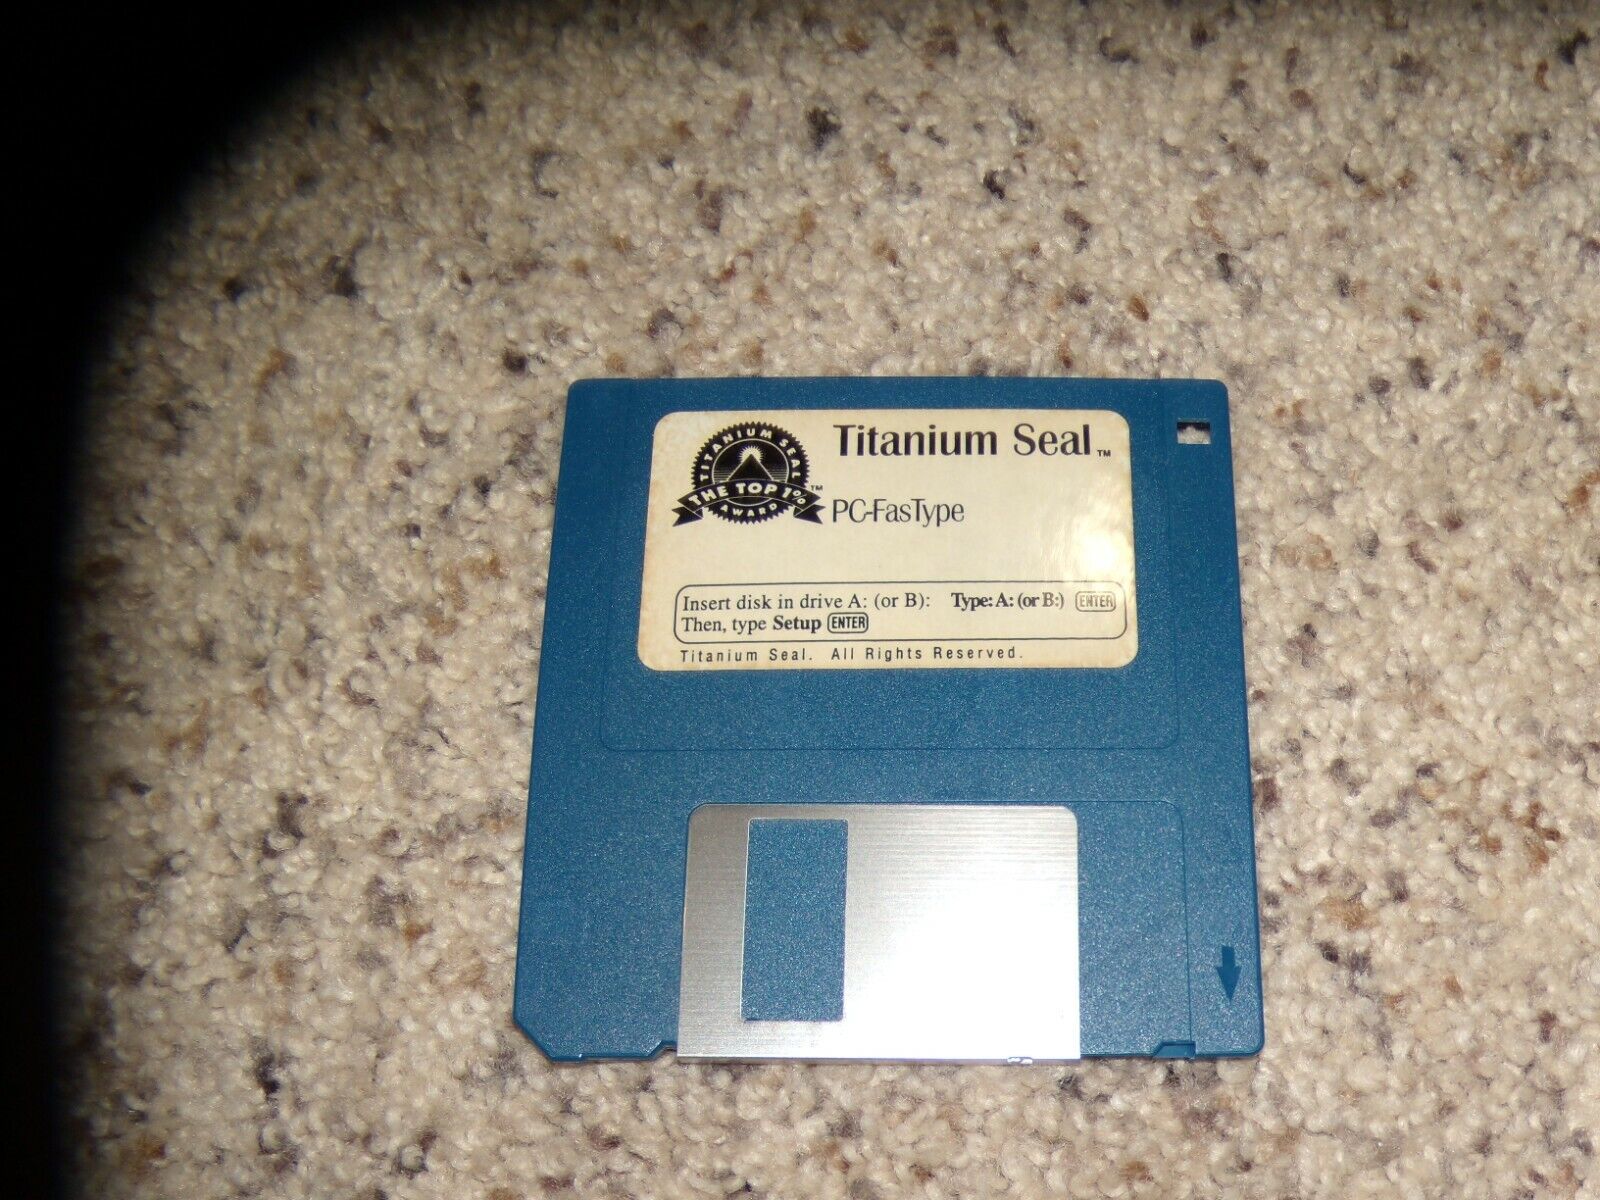 Titanium Seal™
TITANIUM SEAL
THE TOP 1%™
AWARD
PC-FasType
Insert disk in drive A: (or B): Type: A: (or B:) ENTER
Then, type Setup ENTER
Titanium Seal. All Rights Reserved.